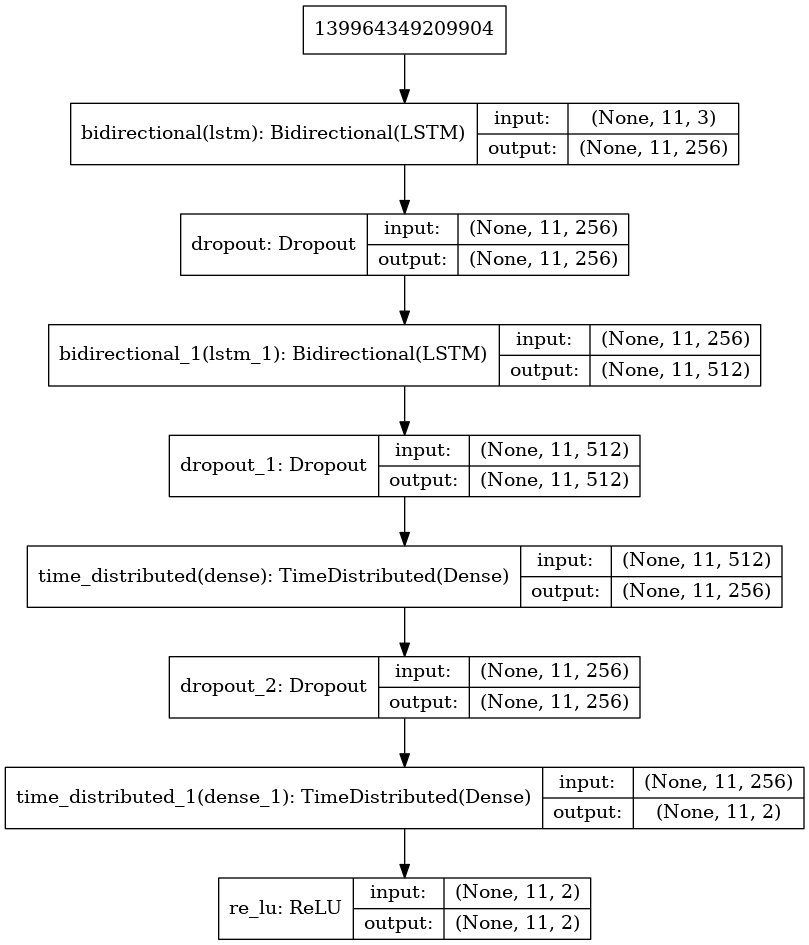 139964349209904
bidirectional(lstm): Bidirectional(LSTM)
input: (None, 11, 3)
output: (None, 11, 256)
dropout: Dropout
input: (None, 11, 256)
output: (None, 11, 256)
bidirectional_1(lstm_1): Bidirectional(LSTM)
input: (None, 11, 256)
output: (None, 11, 512)
dropout_1: Dropout
input: (None, 11, 512)
output: (None, 11, 512)
time_distributed(dense): TimeDistributed(Dense)
input: (None, 11, 512)
output: (None, 11, 256)
dropout_2: Dropout
input: (None, 11, 256)
output: (None, 11, 256)
time_distributed_1(dense_1): TimeDistributed(Dense)
input: (None, 11, 256)
output: (None, 11, 2)
re_lu: ReLU
input: (None, 11, 2)
output: (None, 11, 2)